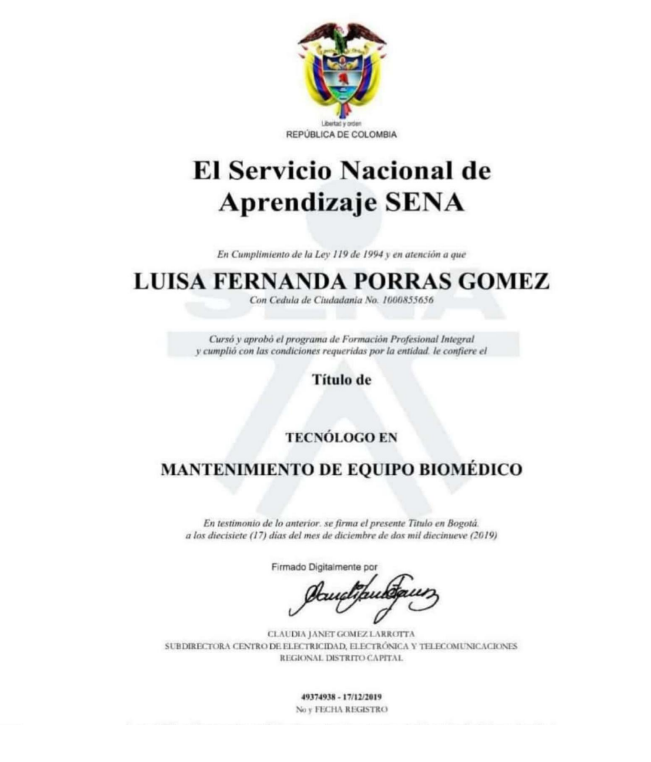 Libertad y orden
REPÚBLICA DE COLOMBIA
El Servicio Nacional de
Aprendizaje SENA
En Cumplimiento de la Ley 119 de 1994 y en atención a que
LUISA FERNANDA PORRAS GOMEZ
Con Cedula de Ciudadania No. 1000855656
SENA
Cursó y aprobó el programa de Formación Profesional Integral
y cumplió con las condiciones requeridas por la entidad. le confiere el
Título de
TECNÓLOGO EN
MANTENIMIENTO DE EQUIPO BIOMÉDICO
En testimonio de lo anterior. se firma el presente Título en Bogotá.
a los diecisiete (17) días del mes de diciembre de dos mil diecinueve (2019)
Firmado Digitalmente por
CLAUDIA JANET GOMEZ LARROTTA
SUBDIRECTORA CENTRO DE ELECTRICIDAD, ELECTRÓNICA Y TELECOMUNICACIONES
REGIONAL DISTRITO CAPITAL
49374938 - 17/12/2019
No y FECHA REGISTRO